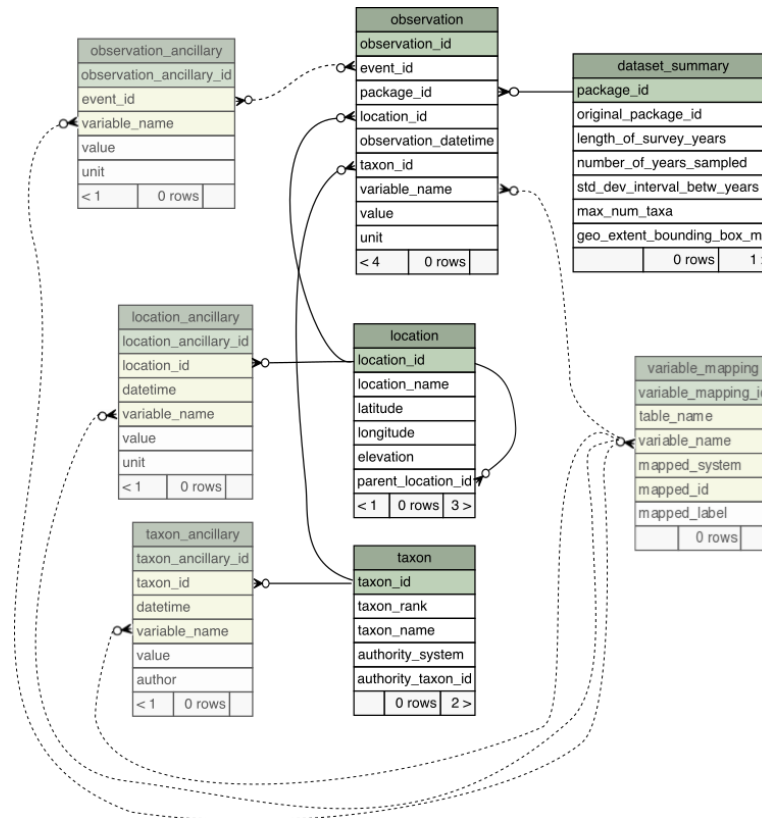 observation
observation_id
event_id
package_id
location_id
observation_datetime
taxon_id
variable_name
value
unit
< 4 0 rows
observation_ancillary
observation_ancillary_id
event_id
variable_name
value
unit
< 1 0 rows
dataset_summary
package_id
original_package_id
length_of_survey_years
number_of_years_sampled
std_dev_interval_betw_years
max_num_taxa
geo_extent_bounding_box_m
0 rows 1
location_ancillary
location_ancillary_id
location_id
datetime
variable_name
value
unit
< 1 0 rows
location
location_id
location_name
latitude
longitude
elevation
parent_location_id
< 1 0 rows 3 >
variable_mapping
variable_mapping_id
table_name
variable_name
mapped_system
mapped_id
mapped_label
0 rows
taxon_ancillary
taxon_ancillary_id
taxon_id
datetime
variable_name
value
author
< 1 0 rows
taxon
taxon_id
taxon_rank
taxon_name
authority_system
authority_taxon_id
0 rows 2 >